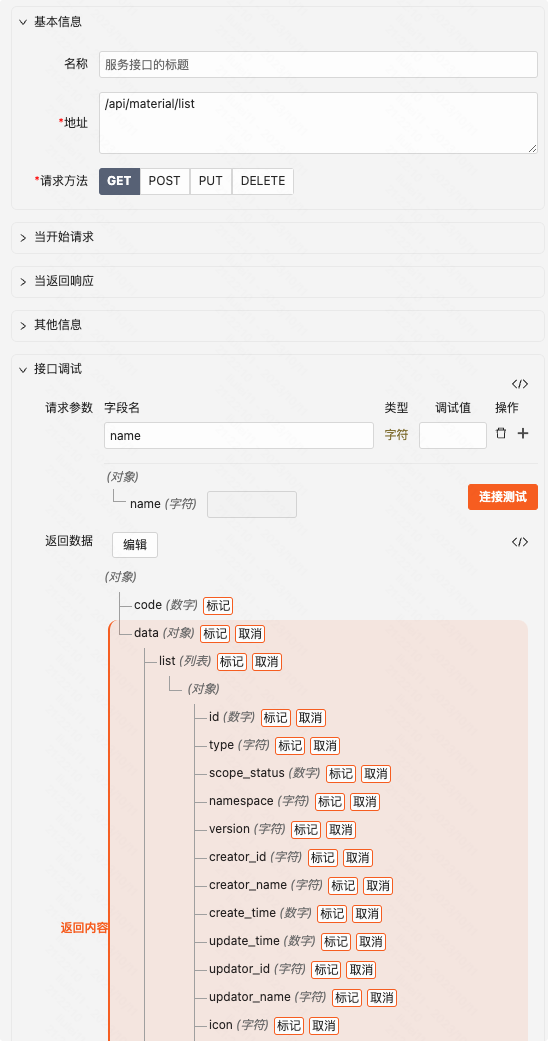 基本信息
名称 服务接口的标题
*地址 /api/material/list
*请求方法 GET POST PUT DELETE
当开始请求
当返回响应
其他信息
接口调试
</>
请求参数 字段名 类型 调试值 操作
name 字符
(对象)
name (字符)
连接测试
返回数据 编辑 </>
(对象)
code (数字) 标记
data (对象) 标记 取消
list (列表) 标记 取消
(对象)
id (数字) 标记 取消
type (字符) 标记 取消
scope_status (数字) 标记 取消
namespace (字符) 标记 取消
version (字符) 标记 取消
creator_id (字符) 标记 取消
creator_name (字符) 标记 取消
create_time (数字) 标记 取消
返回内容
update_time (数字) 标记 取消
updator_id (字符) 标记 取消
updator_name (字符) 标记 取消
icon (字符) 标记 取消